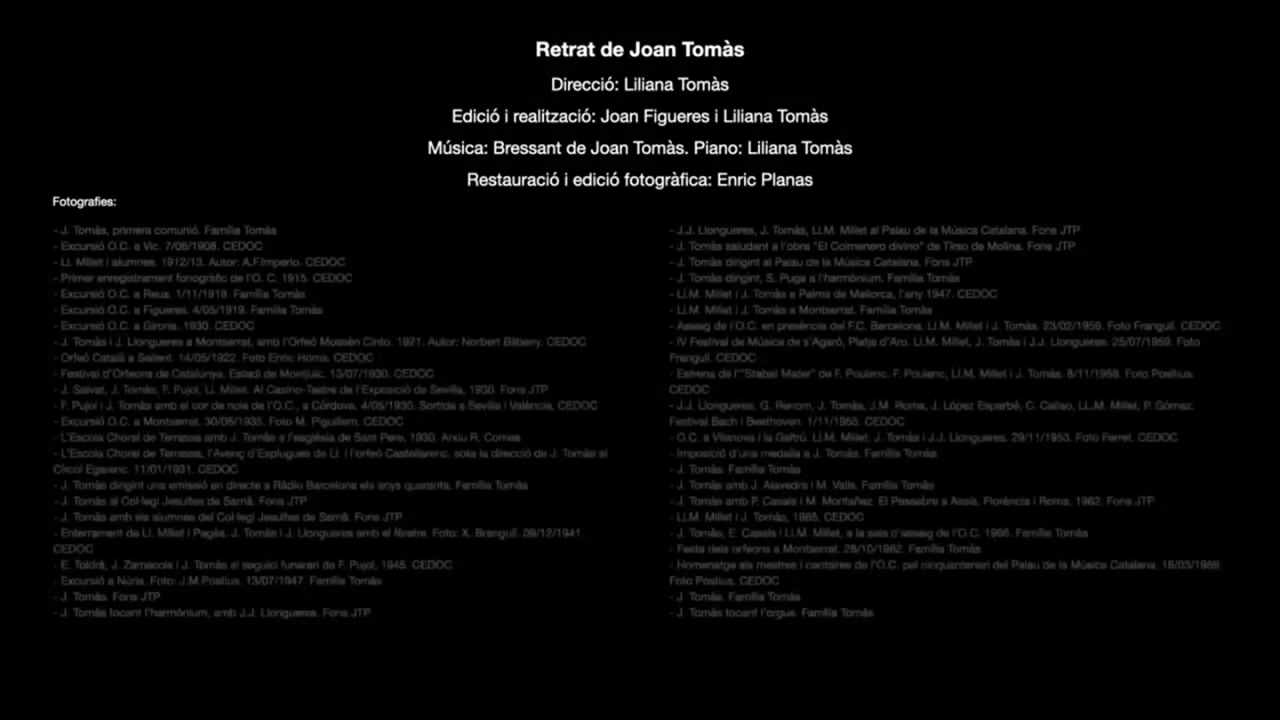 Retrat de Joan Tomàs
Direcció: Liliana Tomàs
Edició i realització: Joan Figueres i Liliana Tomàs
Música: Bressant de Joan Tomàs. Piano: Liliana Tomàs
Restauració i edició fotogràfica: Enric Planas
Fotografies:
- J. Tomàs, primera comunió. Família Tomàs
- Excursió O.C. a Vic. 7/06/1908. CEDOC
- Ll. Millet i alumnes. 1912/13. Autor: A.F.Imperio. CEDOC
- Primer enregistrament fonogràfic de l'O. C. 1915. CEDOC
- Excursió O.C. a Reus. 1/11/1919. Família Tomàs
- Excursió O.C. a Figueres. 4/05/1919. Família Tomàs
- Excursió O.C. a Girona. 1930. CEDOC
- J. Tomàs i J. Llongueres a Montserrat, amb l'Orfeó Mossèn Cinto. 1921. Autor: Norbert Bilbeny. CEDOC
- Orfeó Català a Sallent. 14/05/1922. Foto Enric Homs. CEDOC
- Festival d'Orfeons de Catalunya. Estadi de Montjuïc. 13/07/1930. CEDOC
- J. Salvat, J. Tomàs, F. Pujol, Ll. Millet. Al Casino-Teatre de l'Exposició de Sevilla, 1930. Fons JTP
- F. Pujol i J. Tomàs amb el cor de nois de l'O.C., a Còrdova. 4/05/1930. Sortida a Sevilla i València. CEDOC
- Excursió O.C. a Montserrat. 30/06/1935. Foto M. Piguillem. CEDOC
- L'Escola Choral de Terrassa amb J. Tomàs a l'església de Sant Pere, 1930. Arxiu R. Comes
- L'Escola Choral de Terrassa, l'Avenç d'Esplugues de Ll. i l'orfeó Castellarenc, sota la direcció de J. Tomàs al
Círcol Egarenc. 11/01/1931. CEDOC
- J. Tomàs dirigint una emissió en directe a Ràdio Barcelona els anys quaranta. Família Tomàs
- J. Tomàs al Col·legi Jesuïtes de Sarrià. Fons JTP
- J. Tomàs amb els alumnes del Col·legi Jesuïtes de Sarrià. Fons JTP
- Enterrament de Ll. Millet i Pagès. J. Tomàs i J. Llongueres amb el fèretre. Foto: X. Brangulí. 09/12/1941
CEDOC
- E. Toldrà, J. Zamacois i J. Tomàs al seguici funerari de F. Pujol, 1945. CEDOC
- Excursió a Núria. Foto: J.M Postius. 13/07/1947. Família Tomàs
- J. Tomàs. Fons JTP
- J. Tomàs tocant l'harmònium, amb J.J. Llongueres. Fons JTP
- J.J. Llongueres, J. Tomàs, Ll.M. Millet al Palau de la Música Catalana. Fons JTP
- J. Tomàs saludant a l'obra "El Colmenero divino" de Tirso de Molina. Fons JTP
- J. Tomàs dirigint al Palau de la Música Catalana. Fons JTP
- J. Tomàs dirigint, S. Puga a l'harmònium. Família Tomàs
- Ll.M. Millet i J. Tomàs a Palma de Mallorca, l'any 1947. CEDOC
- Ll.M. Millet i J. Tomàs a Montserrat. Família Tomàs
- Assaig de l'O.C. en presència del F.C. Barcelona. Ll.M. Millet i J. Tomàs. 23/02/1959. Foto Frangulí. CEDOC
- IV Festival de Música de s'Agaró, Platja d'Aro. Ll.M. Millet, J. Tomàs i J.J. Llongueres. 25/07/1959. Foto
Frangulí. CEDOC
- Estrena de l'"Stabat Mater" de F. Poulenc. F. Poulenc, Ll.M. Millet i J. Tomàs. 8/11/1958. Foto Postius.
CEDOC
- J.J. Llongueres, G. Renom, J. Tomàs, J.M. Roma, J. López Esparbé, C. Callao, LL.M. Millet, P. Gómez.
Festival Bach i Beethoven. 1/11/1955. CEDOC
- O.C. a Vilanova i la Geltrú. Ll.M. Millet, J. Tomàs i J.J. Llongueres. 29/11/1953. Foto Ferret. CEDOC
- Imposició d'una medalla a J. Tomàs. Família Tomàs
- J. Tomàs. Família Tomàs
- J. Tomàs amb J. Alavedra i M. Valls. Família Tomàs
- J. Tomàs amb P. Casals i M. Montañez. El Pessebre a Assís, Florència i Roma. 1962. Fons JTP
- Ll.M. Millet i J. Tomàs, 1965. CEDOC
- J. Tomàs, E. Casals i Ll.M. Millet, a la sala d'assaig de l'O.C. 1966. Família Tomàs
- Festa dels orfeons a Montserrat. 28/10/1962. Família Tomàs
- Homenatge als mestres i cantaires de l'O.C. pel cinquantenari del Palau de la Música Catalana. 18/03/1959
Foto Postius. CEDOC
- J. Tomàs. Família Tomàs
- J. Tomàs tocant l'orgue. Família Tomàs